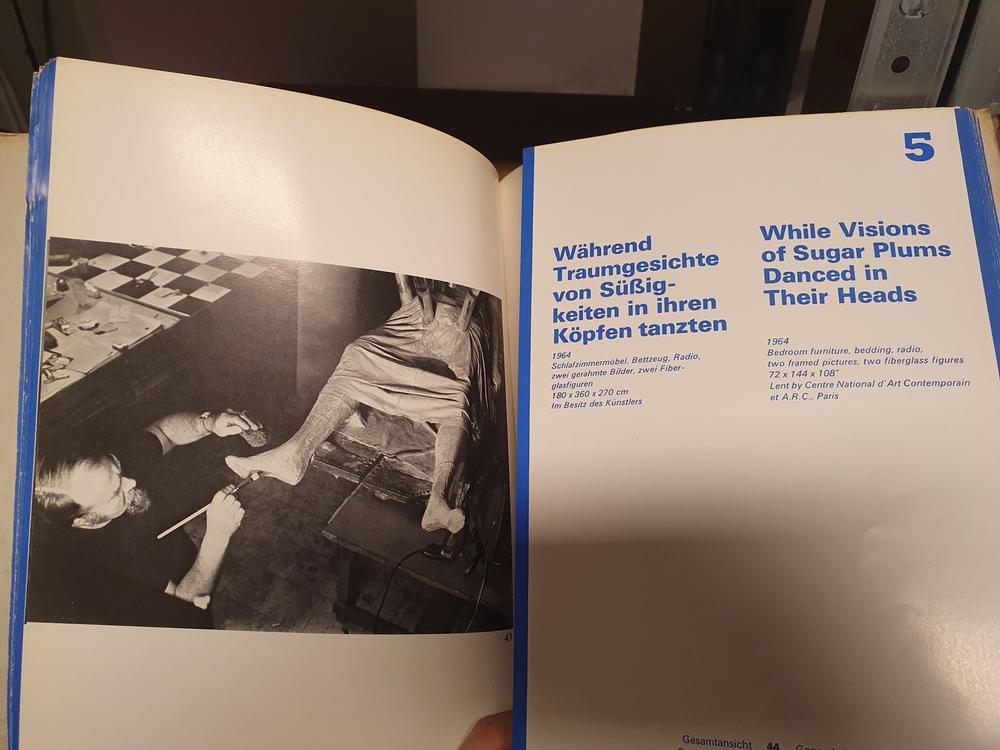 43
5
Während
Traumgesichte
von Süßig-
keiten in ihren
Köpfen tanzten
1964
Schlafzimmermöbel, Bettzeug, Radio,
zwei gerahmte Bilder, zwei Fiber-
glasfiguren
180 x 360 x 270 cm
Im Besitz des Künstlers
While Visions
of Sugar Plums
Danced in
Their Heads
1964
Bedroom furniture, bedding, radio,
two framed pictures, two fiberglass figures
72 x 144 x 108"
Lent by Centre National d'Art Contemporain
et A.R.C., Paris
Gesamtansicht 44